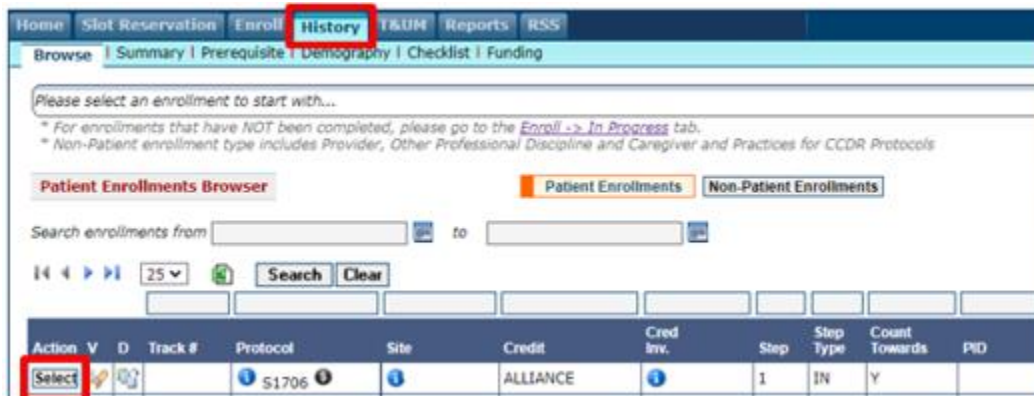 Home Slot Reservation Enroll History T&UM Reports RSS
Browse | Summary | Prerequisite | Demography | Checklist | Funding
Please select an enrollment to start with...
* For enrollments that have NOT been completed, please go to the Enroll -> In Progress tab.
* Non-Patient enrollment type includes Provider, Other Professional Discipline and Caregiver and Practices for CCDR Protocols
Patient Enrollments Browser Patient Enrollments Non-Patient Enrollments
Search enrollments from to
25 Search Clear
Action V D Track # Protocol Site Credit Cred Inv. Step Step Type Count Towards PID
Select S1706 ALLIANCE 1 IN Y